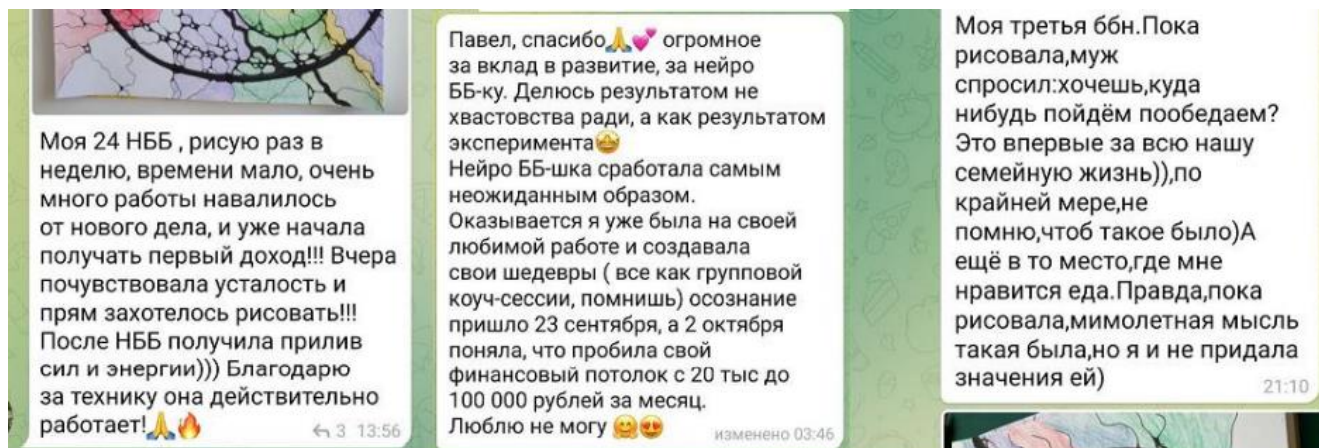 Моя 24 НББ , рисую раз в
неделю, времени мало, очень
много работы навалилось
от нового дела, и уже начала
получать первый доход!!! Вчера
почувствовала усталость и
прям захотелось рисовать!!!
После НББ получила прилив
сил и энергии))) Благодарю
за технику она действительно
работает!🙏🔥
3 13:56
Павел, спасибо🙏💕 огромное
за вклад в развитие, за нейро
ББ-ку. Делюсь результатом не
хвастовства ради, а как результатом
эксперимента🤩
Нейро ББ-шка сработала самым
неожиданным образом.
Оказывается я уже была на своей
любимой работе и создавала
свои шедевры ( все как групповой
коуч-сессии, помнишь) осознание
пришло 23 сентября, а 2 октября
поняла, что пробила свой
финансовый потолок с 20 тыс до
100 000 рублей за месяц.
Люблю не могу 🤗😍
изменено 03:46
Моя третья ббн.Пока
рисовала,муж
спросил:хочешь,куда
нибудь пойдём пообедаем?
Это впервые за всю нашу
семейную жизнь)),по
крайней мере,не
помню,чтоб такое было)А
ещё в то место,где мне
нравится еда.Правда,пока
рисовала,мимолетная мысль
такая была,но я и не придала
значения ей)
21:10